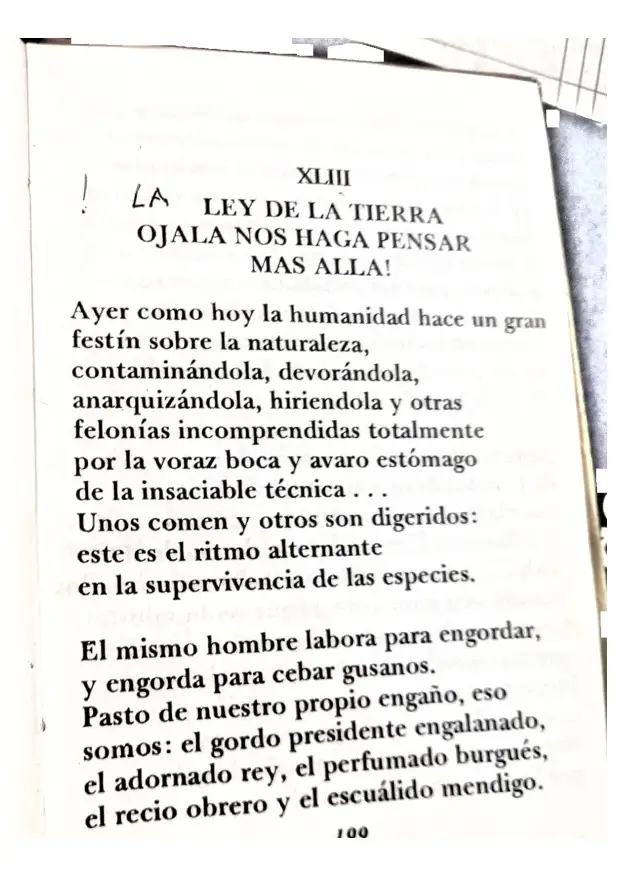 XLIII
! LA LEY DE LA TIERRA
OJALA NOS HAGA PENSAR
MAS ALLA!
Ayer como hoy la humanidad hace un gran
festín sobre la naturaleza,
contaminándola, devorándola,
anarquizándola, hiriendola y otras
felonías incomprendidas totalmente
por la voraz boca y avaro estómago
de la insaciable técnica . . .
Unos comen y otros son digeridos:
este es el ritmo alternante
en la supervivencia de las especies.
El mismo hombre labora para engordar,
y engorda para cebar gusanos.
Pasto de nuestro propio engaño, eso
somos: el gordo presidente engalanado,
el adornado rey, el perfumado burgués,
el recio obrero y el escuálido mendigo.
100